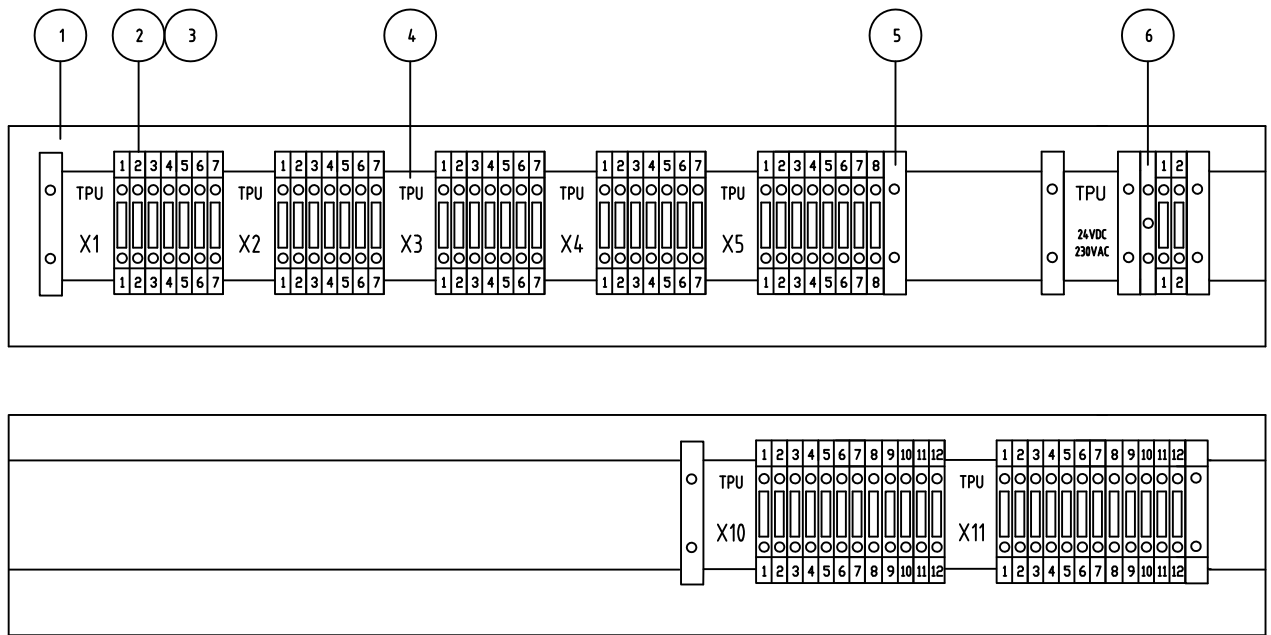 1 2 3 4 5 6
1 2 3 4 5 6 7 1 2 3 4 5 6 7 1 2 3 4 5 6 7 1 2 3 4 5 6 7 1 2 3 4 5 6 7 8 1 2
TPU TPU TPU TPU TPU TPU
X1 X2 X3 X4 X5 24VDC
230VAC
1 2 3 4 5 6 7 1 2 3 4 5 6 7 1 2 3 4 5 6 7 1 2 3 4 5 6 7 1 2 3 4 5 6 7 8 1 2
1 2 3 4 5 6 7 8 9 10 11 12 1 2 3 4 5 6 7 8 9 10 11 12
TPU TPU
X10 X11
1 2 3 4 5 6 7 8 9 10 11 12 1 2 3 4 5 6 7 8 9 10 11 12